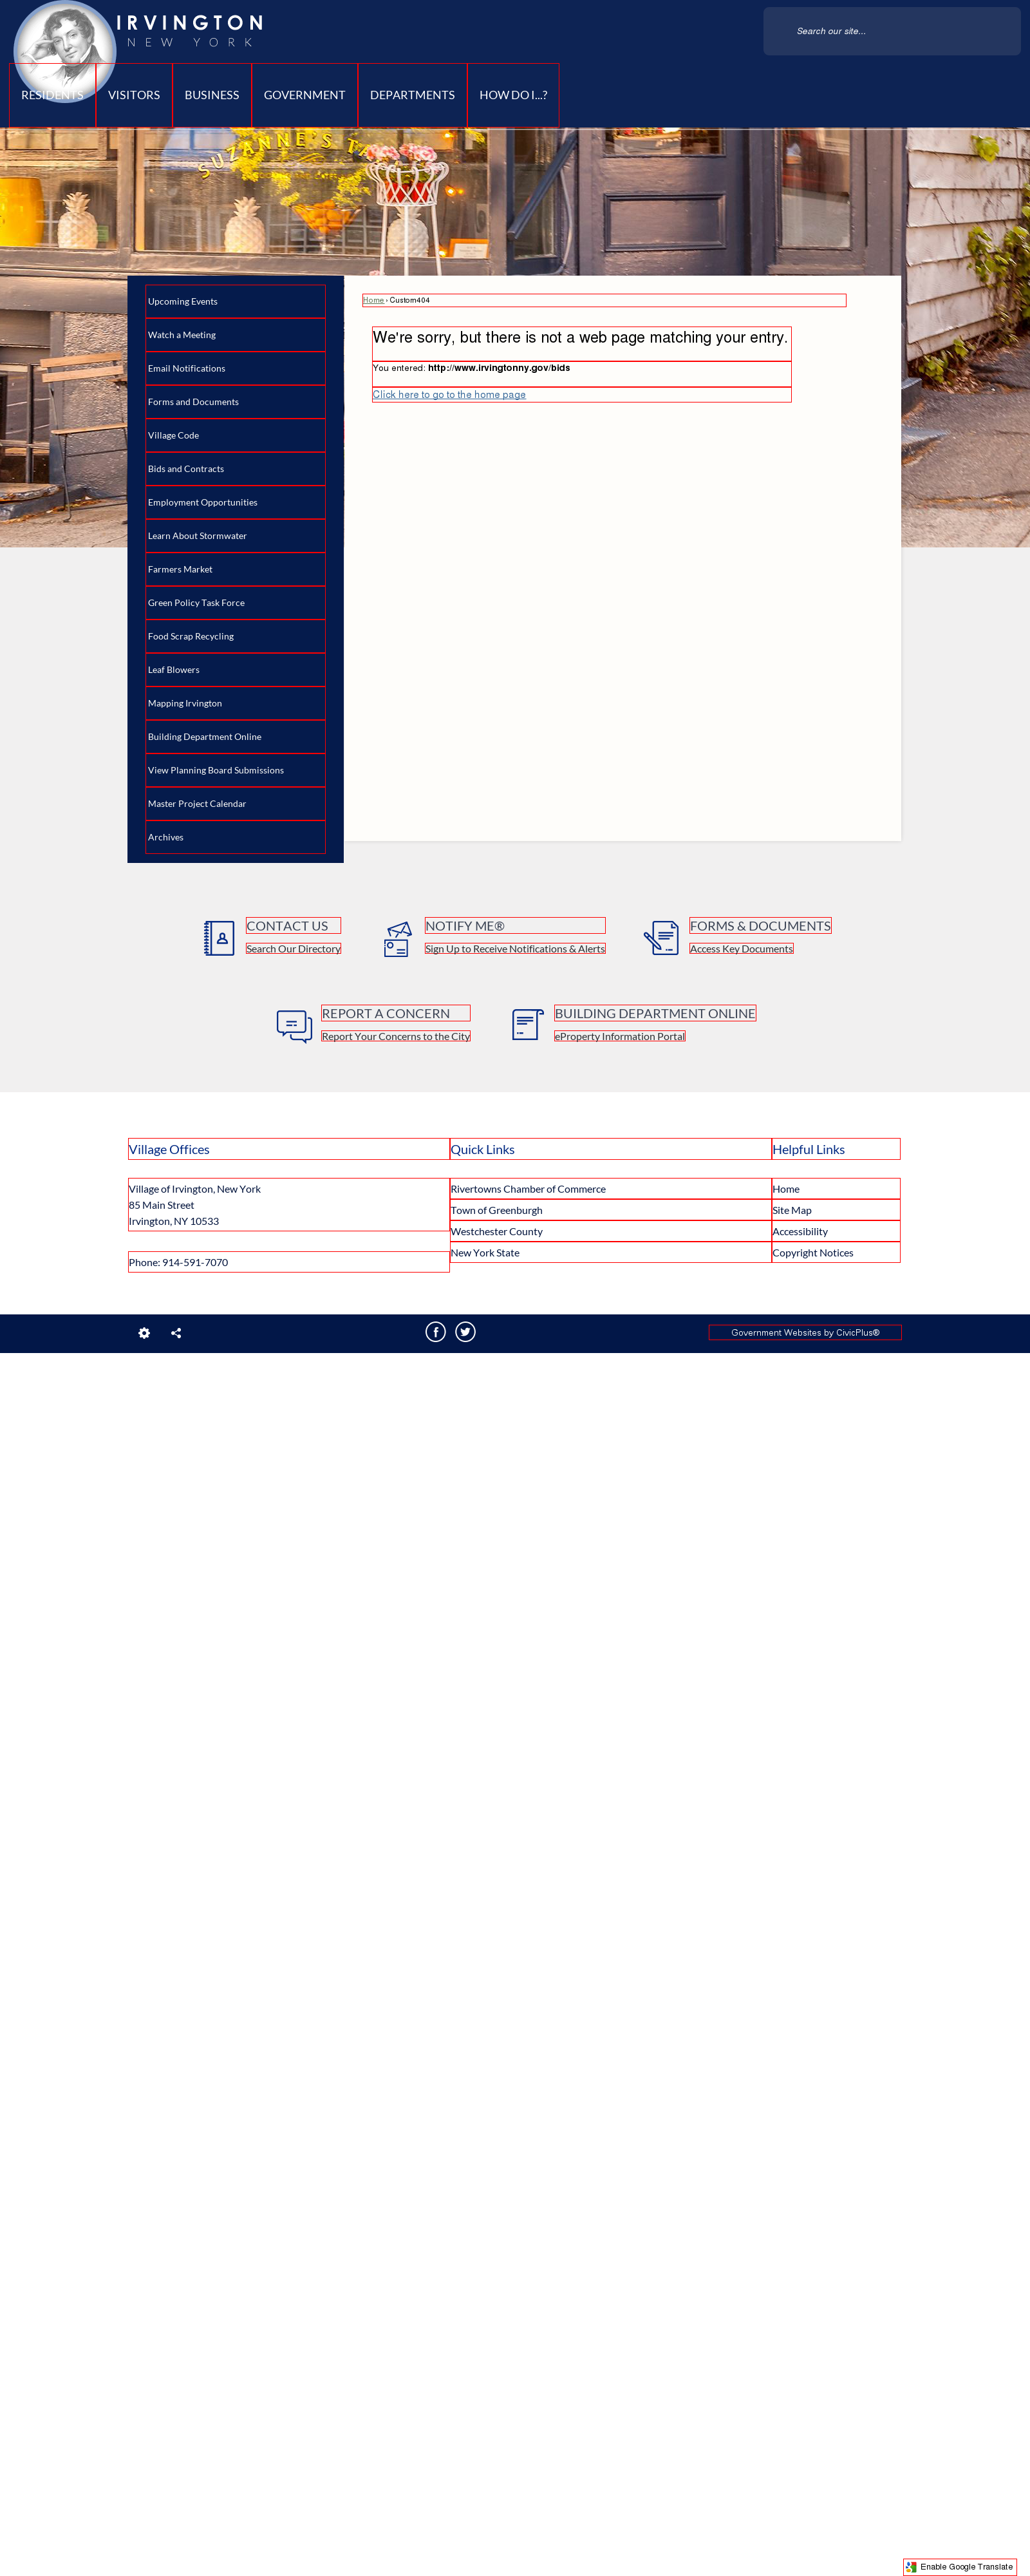 IRVINGTON
NEW YORK
Search our site...
RESIDENTS
VISITORS
BUSINESS
GOVERNMENT
DEPARTMENTS
HOW DO I...?
SUZANNE'S
Upcoming Events
Watch a Meeting
Email Notifications
Forms and Documents
Village Code
Bids and Contracts
Employment Opportunities
Learn About Stormwater
Farmers Market
Green Policy Task Force
Food Scrap Recycling
Leaf Blowers
Mapping Irvington
Building Department Online
View Planning Board Submissions
Master Project Calendar
Archives
Home › Custom404
We're sorry, but there is not a web page matching your entry.
You entered: http://www.irvingtonny.gov/bids
Click here to go to the home page
CONTACT US
Search Our Directory
NOTIFY ME®
Sign Up to Receive Notifications & Alerts
FORMS & DOCUMENTS
Access Key Documents
REPORT A CONCERN
Report Your Concerns to the City
BUILDING DEPARTMENT ONLINE
eProperty Information Portal
Village Offices
Village of Irvington, New York
85 Main Street
Irvington, NY 10533
Phone: 914-591-7070
Quick Links
Rivertowns Chamber of Commerce
Town of Greenburgh
Westchester County
New York State
Helpful Links
Home
Site Map
Accessibility
Copyright Notices
Government Websites by CivicPlus®
Enable Google Translate